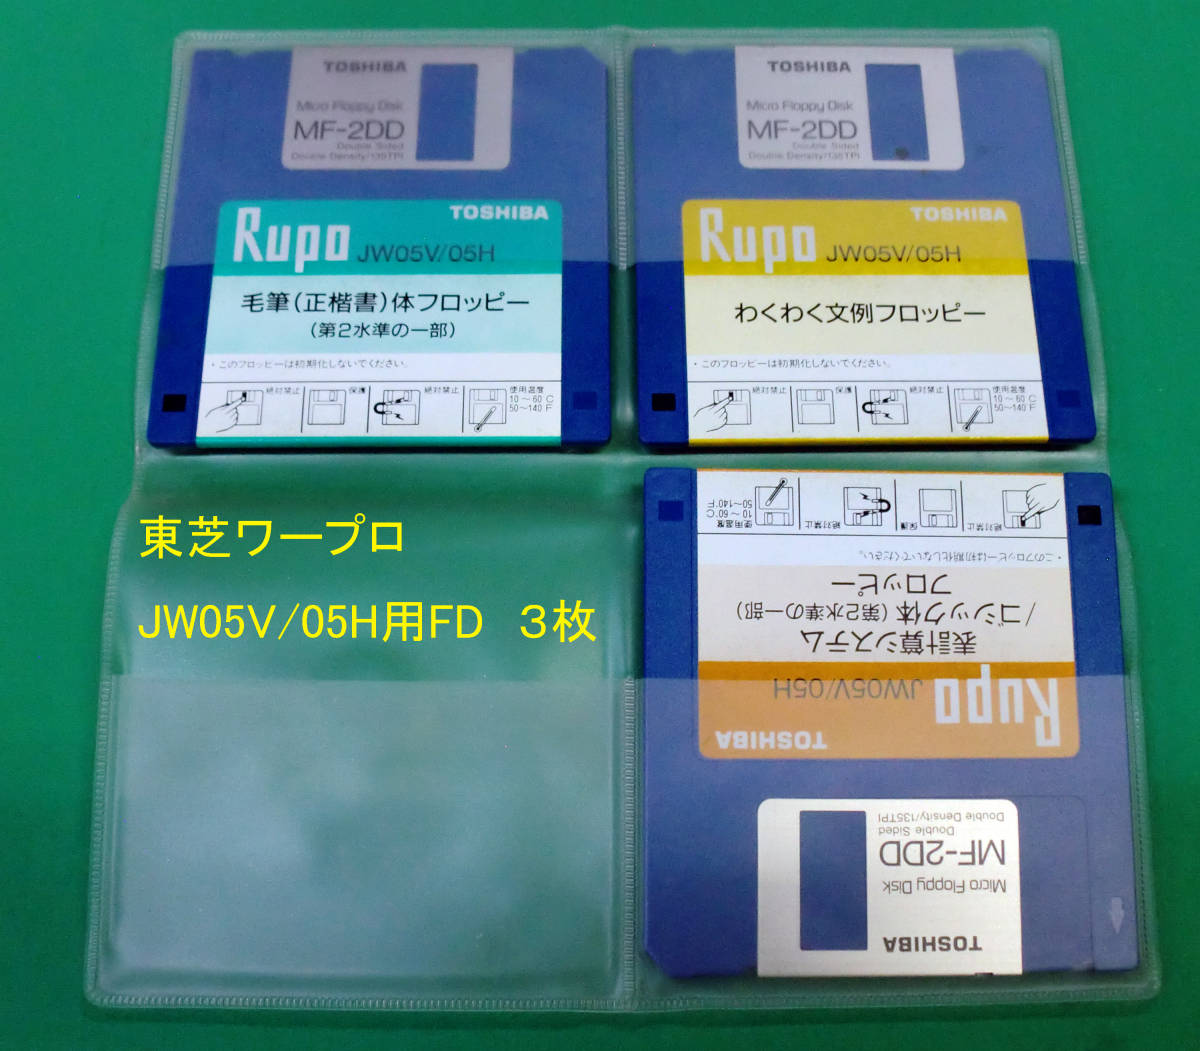 TOSHIBA
Micro Floppy Disk
MF-2DD
Double Sided
Double Density/135TPI
TOSHIBA
Rupo JW05V/05H
毛筆(正楷書)体フロッピー
(第2水準の一部)
・このフロッピーは初期化しないでください。
絶対禁止
保護
絶対禁止
使用温度
10～60℃
50～140°F
TOSHIBA
Micro Floppy Disk
MF-2DD
Double Sided
Double Density/135TPI
TOSHIBA
Rupo JW05V/05H
わくわく文例フロッピー
・このフロッピーは初期化しないでください。
絶対禁止
保護
絶対禁止
使用温度
10～60℃
50～140°F
東芝ワープロ
JW05V/05H用FD 3枚
TOSHIBA
Micro Floppy Disk
MF-2DD
Double Sided
Double Density/135TPI
TOSHIBA
Rupo JW05V/05H
表計算システム
/ゴシック体(第2水準の一部)
フロッピー
・このフロッピーは初期化しないでください。
絶対禁止
保護
絶対禁止
使用温度
10～60℃
50～140°F